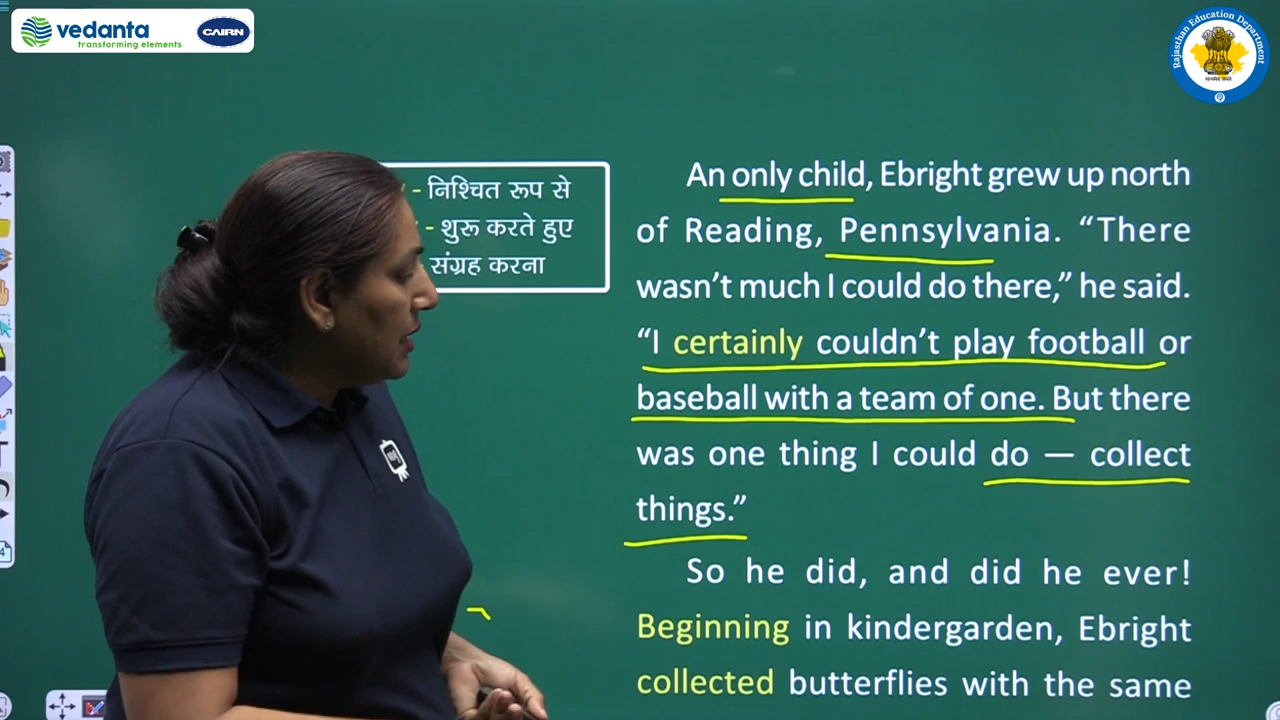 vedanta
transforming elements
CAIRN
Rajasthan Education Department
- निश्चित रूप से
- शुरू करते हुए
संग्रह करना
An only child, Ebright grew up north
of Reading, Pennsylvania. “There
wasn’t much I could do there,” he said.
“I certainly couldn’t play football or
baseball with a team of one. But there
was one thing I could do — collect
things.”
So he did, and did he ever!
Beginning in kindergarden, Ebright
collected butterflies with the same